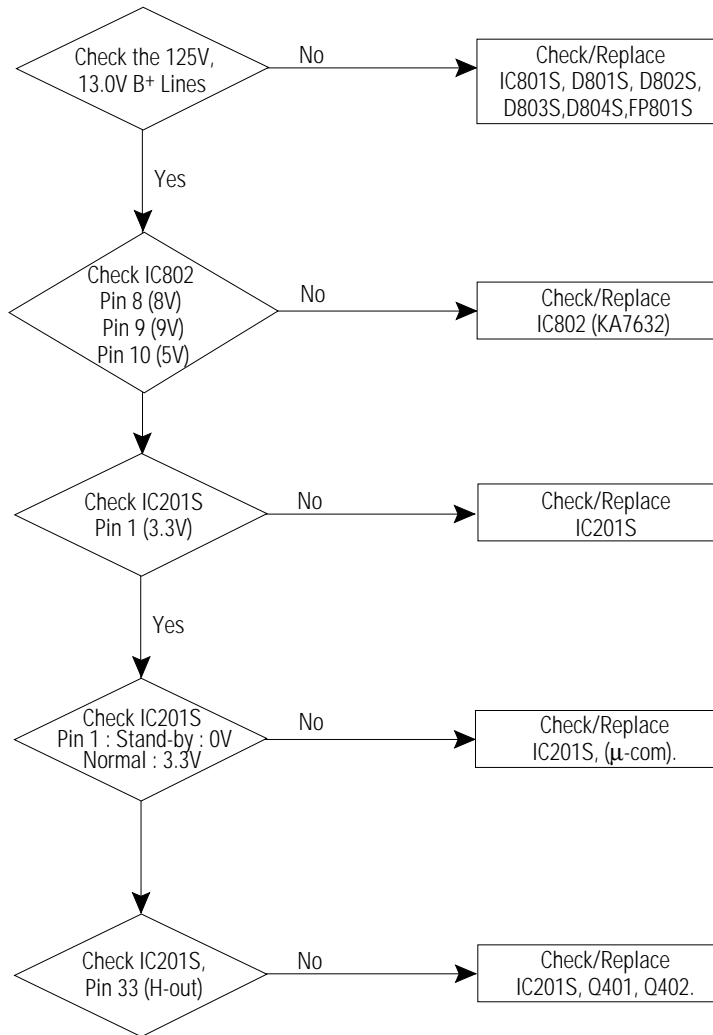 Check the 125V,
13.0V B+ Lines
No
Check/Replace
IC801S, D801S, D802S,
D803S,D804S,FP801S
Yes
Check IC802
Pin 8 (8V)
Pin 9 (9V)
Pin 10 (5V)
No
Check/Replace
IC802 (KA7632)
Check IC201S
Pin 1 (3.3V)
No
Check/Replace
IC201S
Yes
Check IC201S
Pin 1 : Stand-by : 0V
Normal : 3.3V
No
Check/Replace
IC201S, (μ-com).
Check IC201S,
Pin 33 (H-out)
No
Check/Replace
IC201S, Q401, Q402.